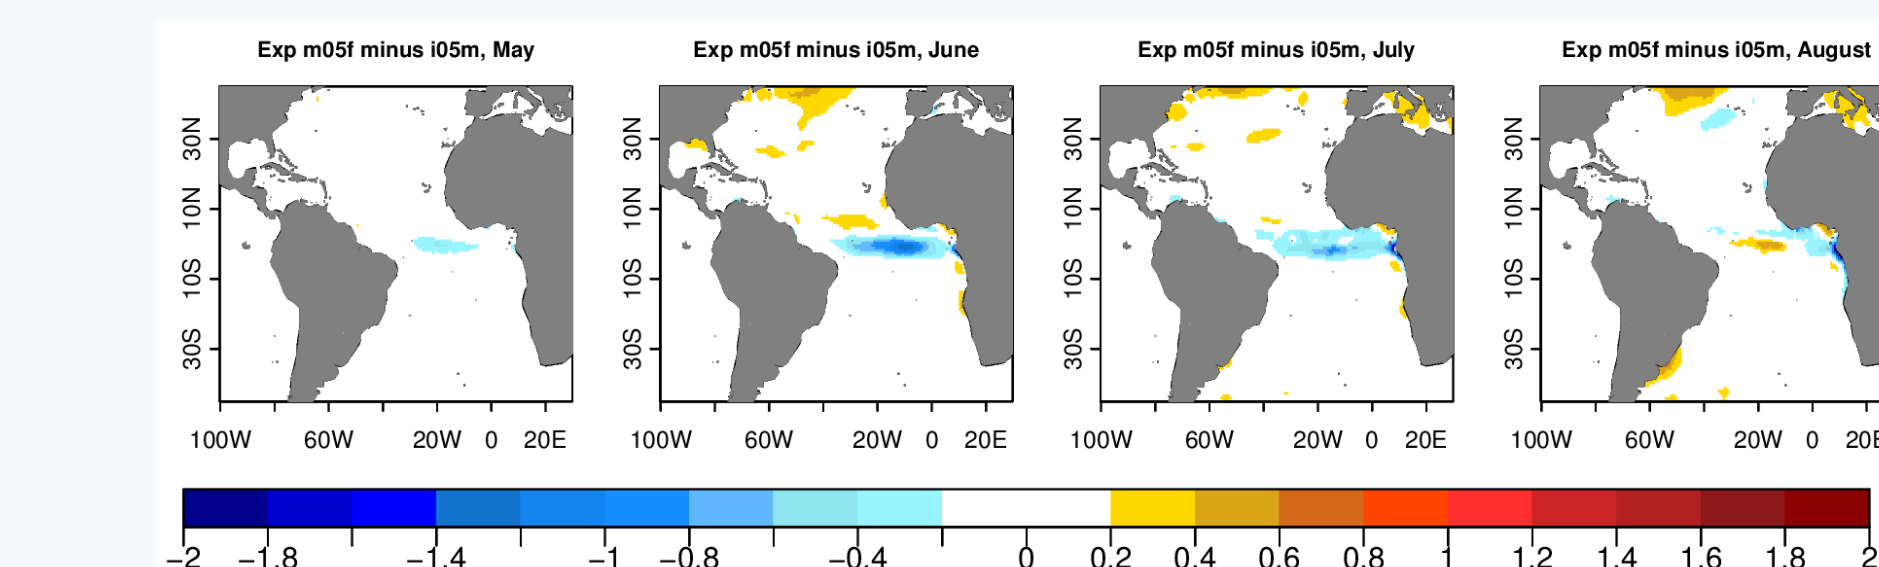 Exp m05f minus i05m, May Exp m05f minus i05m, June Exp m05f minus i05m, July Exp m05f minus i05m, August
30N 30N 30N 30N
10N 10N 10N 10N
10S 10S 10S 10S
30S 30S 30S 30S
100W 60W 20W 0 20E 100W 60W 20W 0 20E 100W 60W 20W 0 20E 100W 60W 20W 0 20E
−2 −1.8 −1.4 −1 −0.8 −0.4 0 0.2 0.4 0.6 0.8 1 1.2 1.4 1.6 1.8 2